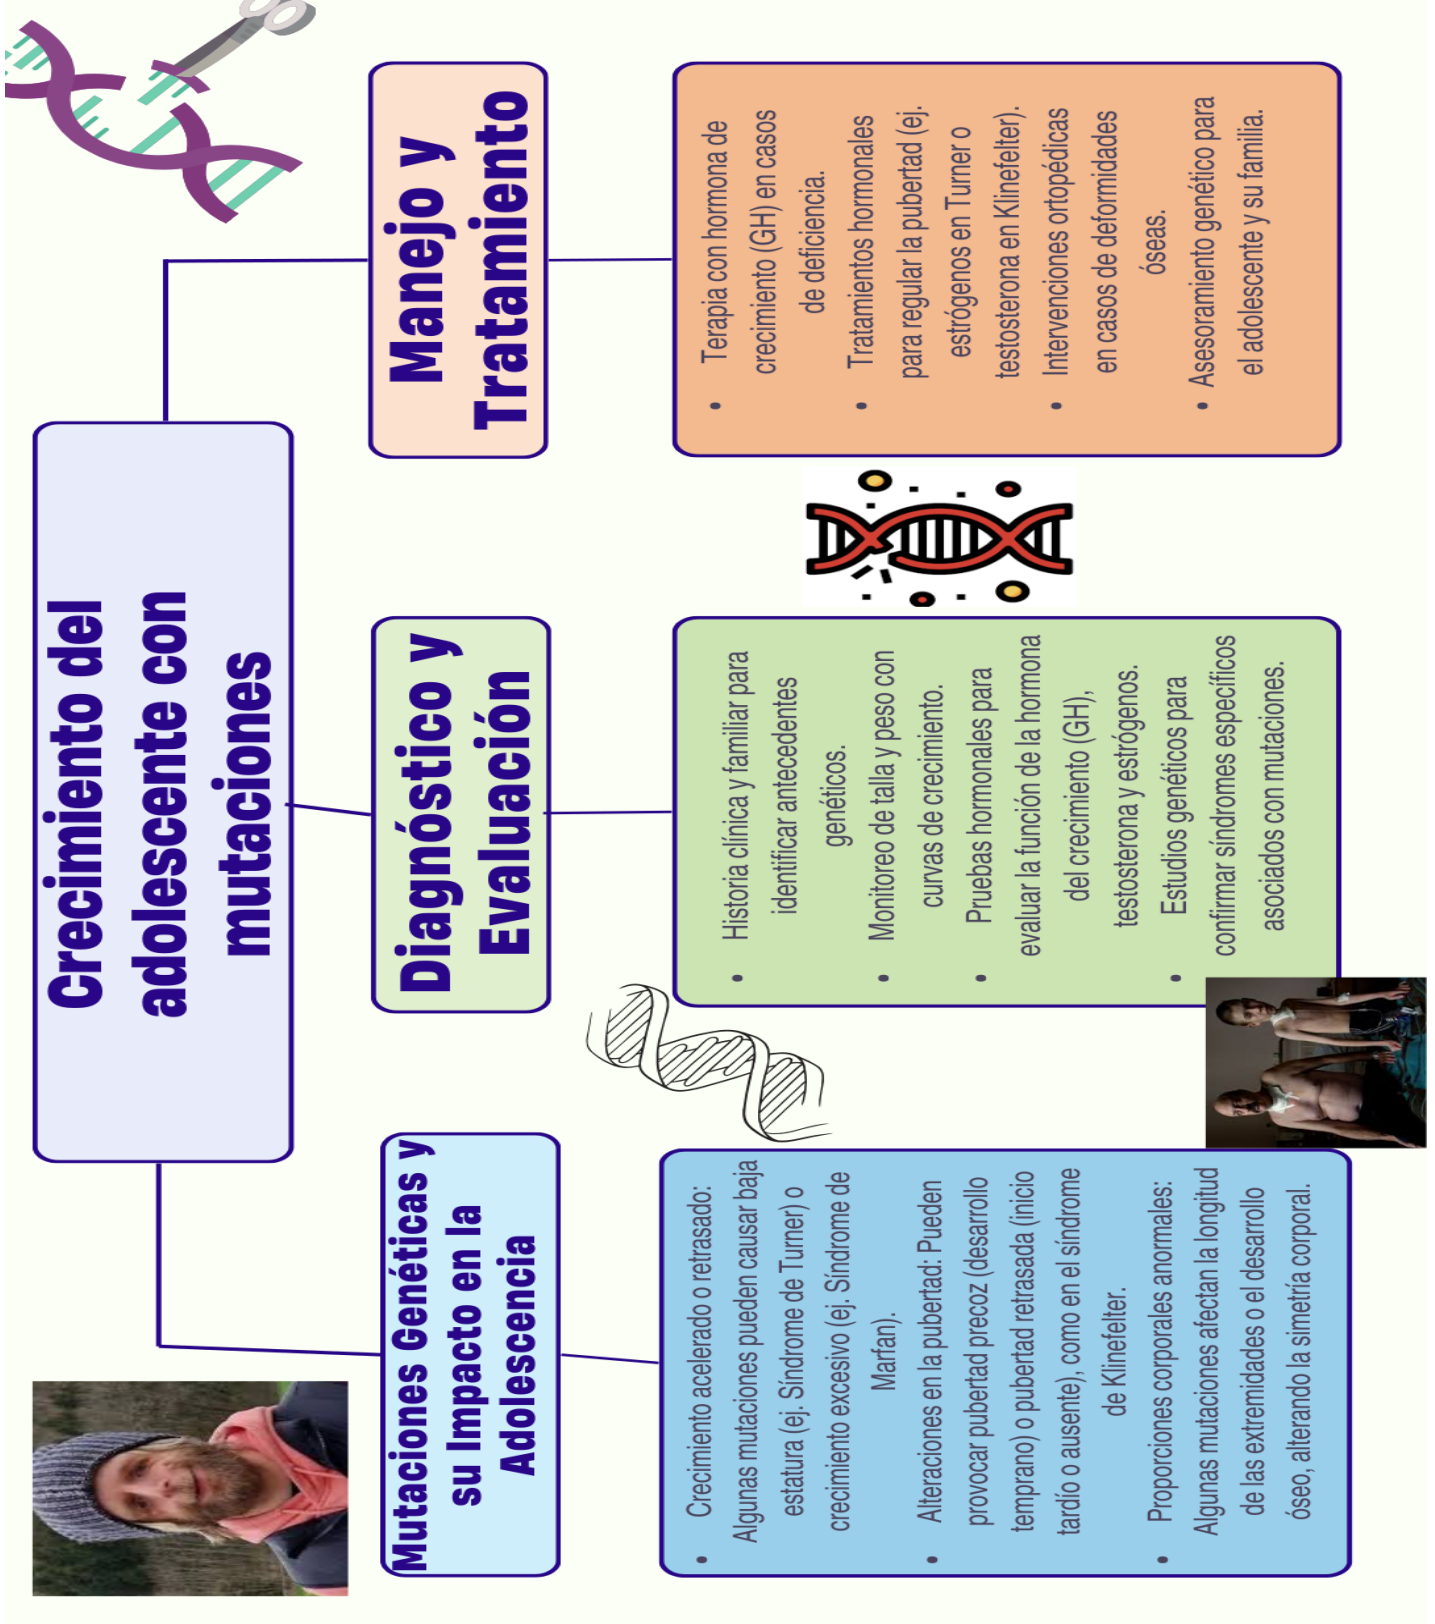 Crecimiento del
adolescente con
mutaciones
Mutaciones Genéticas y
su Impacto en la
Adolescencia
• Crecimiento acelerado o retrasado:
Algunas mutaciones pueden causar baja
estatura (ej. Síndrome de Turner) o
crecimiento excesivo (ej. Síndrome de
Marfan).
• Alteraciones en la pubertad: Pueden
provocar pubertad precoz (desarrollo
temprano) o pubertad retrasada (inicio
tardío o ausente), como en el síndrome
de Klinefelter.
• Proporciones corporales anormales:
Algunas mutaciones afectan la longitud
de las extremidades o el desarrollo
óseo, alterando la simetría corporal.
Diagnóstico y
Evaluación
• Historia clínica y familiar para
identificar antecedentes
genéticos.
• Monitoreo de talla y peso con
curvas de crecimiento.
• Pruebas hormonales para
evaluar la función de la hormona
del crecimiento (GH),
testosterona y estrógenos.
• Estudios genéticos para
confirmar síndromes específicos
asociados con mutaciones.
Manejo y
Tratamiento
• Terapia con hormona de
crecimiento (GH) en casos
de deficiencia.
• Tratamientos hormonales
para regular la pubertad (ej.
estrógenos en Turner o
testosterona en Klinefelter).
• Intervenciones ortopédicas
en casos de deformidades
óseas.
• Asesoramiento genético para
el adolescente y su familia.